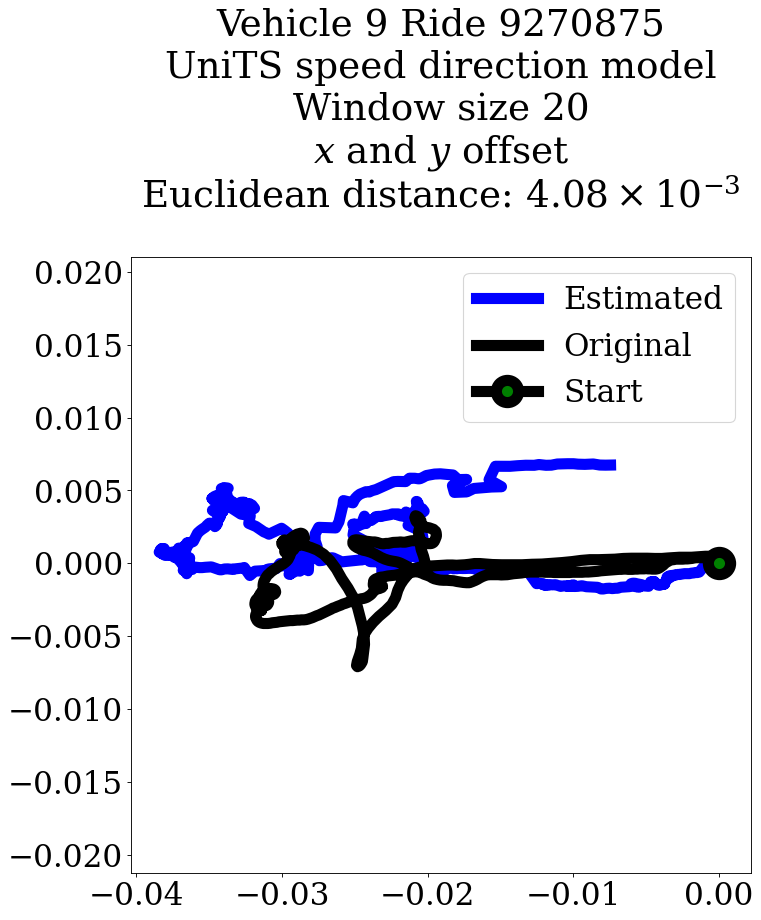 Vehicle 9 Ride 9270875
UniTS speed direction model
Window size 20
x and y offset
Euclidean distance: 4.08 × 10⁻³
Estimated
Original
Start
0.020
0.015
0.010
0.005
0.000
−0.005
−0.010
−0.015
−0.020
−0.04 −0.03 −0.02 −0.01 0.00